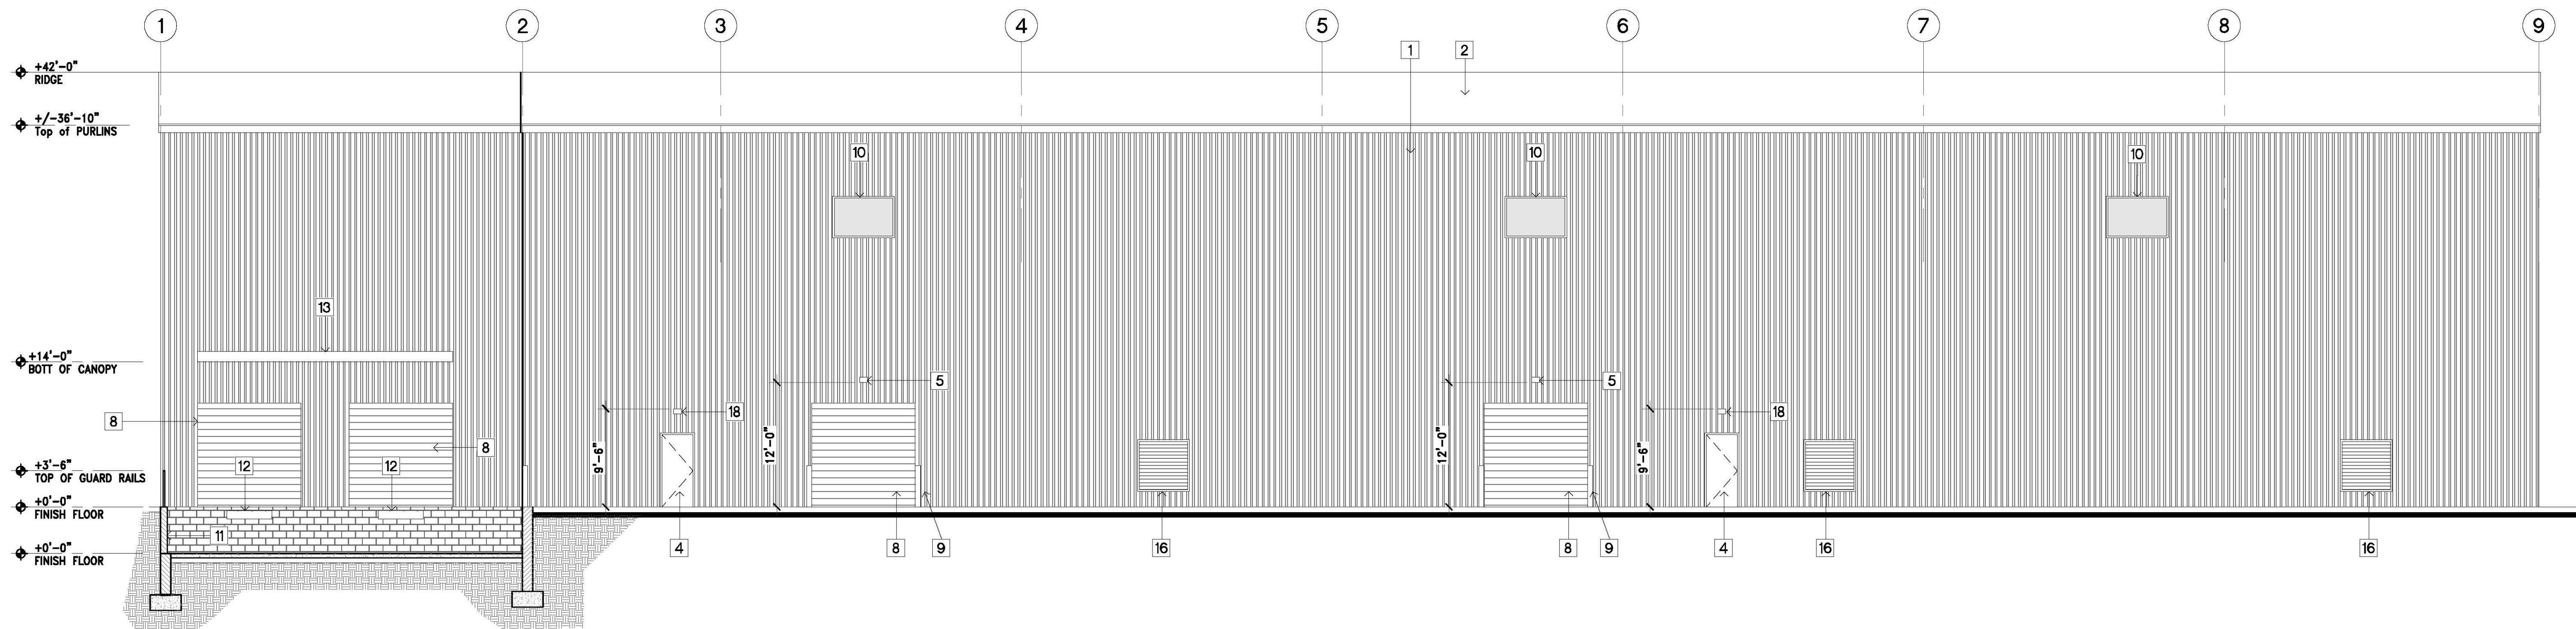 1 2 3 4 5 6 7 8 9
1 2
+42'-0"
RIDGE
+/-36'-10"
Top of PURLINS
10 10 10
13
+14'-0"
BOTT OF CANOPY
5 5
8 18 18
9'-6" 12'-0" 12'-0" 9'-6"
8
12 12
+3'-6"
TOP OF GUARD RAILS
+0'-0"
FINISH FLOOR
11
4 8 9 16 8 9 4 16 16
+0'-0"
FINISH FLOOR